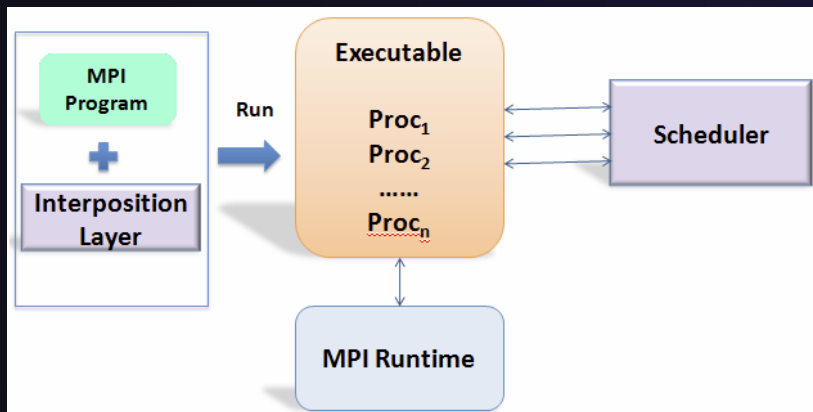 MPI
Program
Interposition
Layer
Run
Executable
Proc₁
Proc₂
......
Procₙ
Scheduler
MPI Runtime